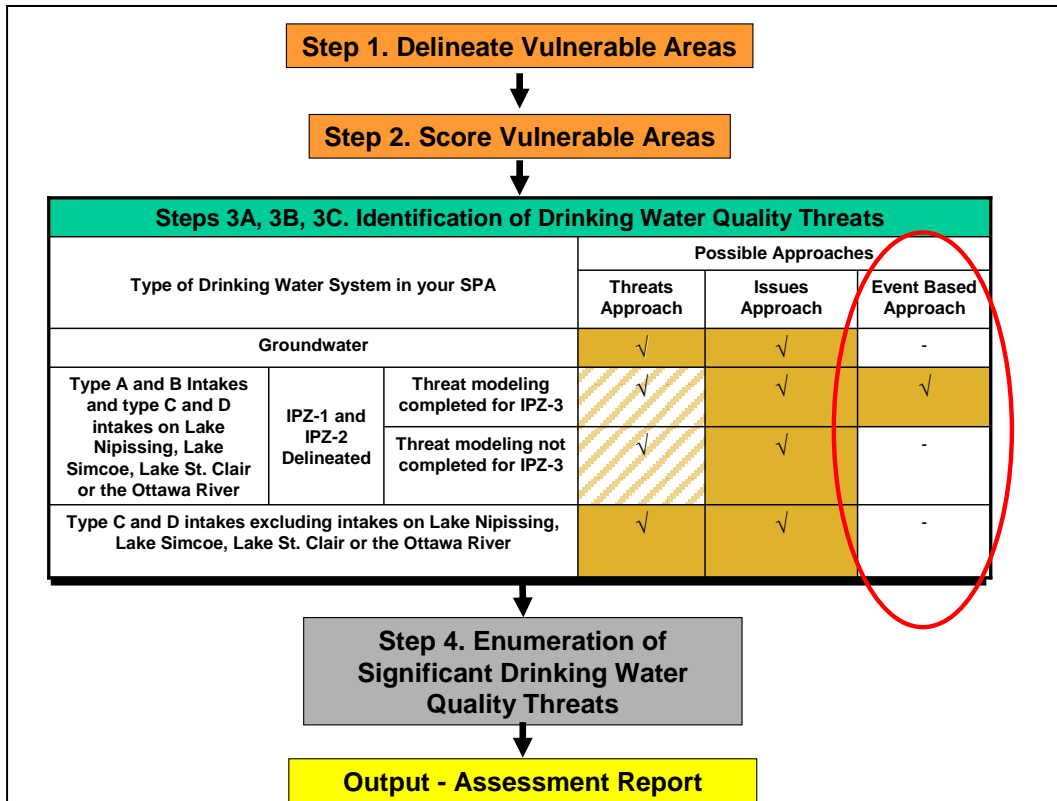 Step 1. Delineate Vulnerable Areas
Step 2. Score Vulnerable Areas
Steps 3A, 3B, 3C. Identification of Drinking Water Quality Threats
Type of Drinking Water System in your SPA
Possible Approaches
Threats
Approach
Issues
Approach
Event Based
Approach
Groundwater
√
√
-
Type A and B Intakes
and type C and D
intakes on Lake
Nipissing, Lake
Simcoe, Lake St. Clair
or the Ottawa River
IPZ-1 and
IPZ-2
Delineated
Threat modeling
completed for IPZ-3
√
√
√
Threat modeling not
completed for IPZ-3
√
√
-
Type C and D intakes excluding intakes on Lake Nipissing,
Lake Simcoe, Lake St. Clair or the Ottawa River
√
√
-
Step 4. Enumeration of
Significant Drinking Water
Quality Threats
Output - Assessment Report